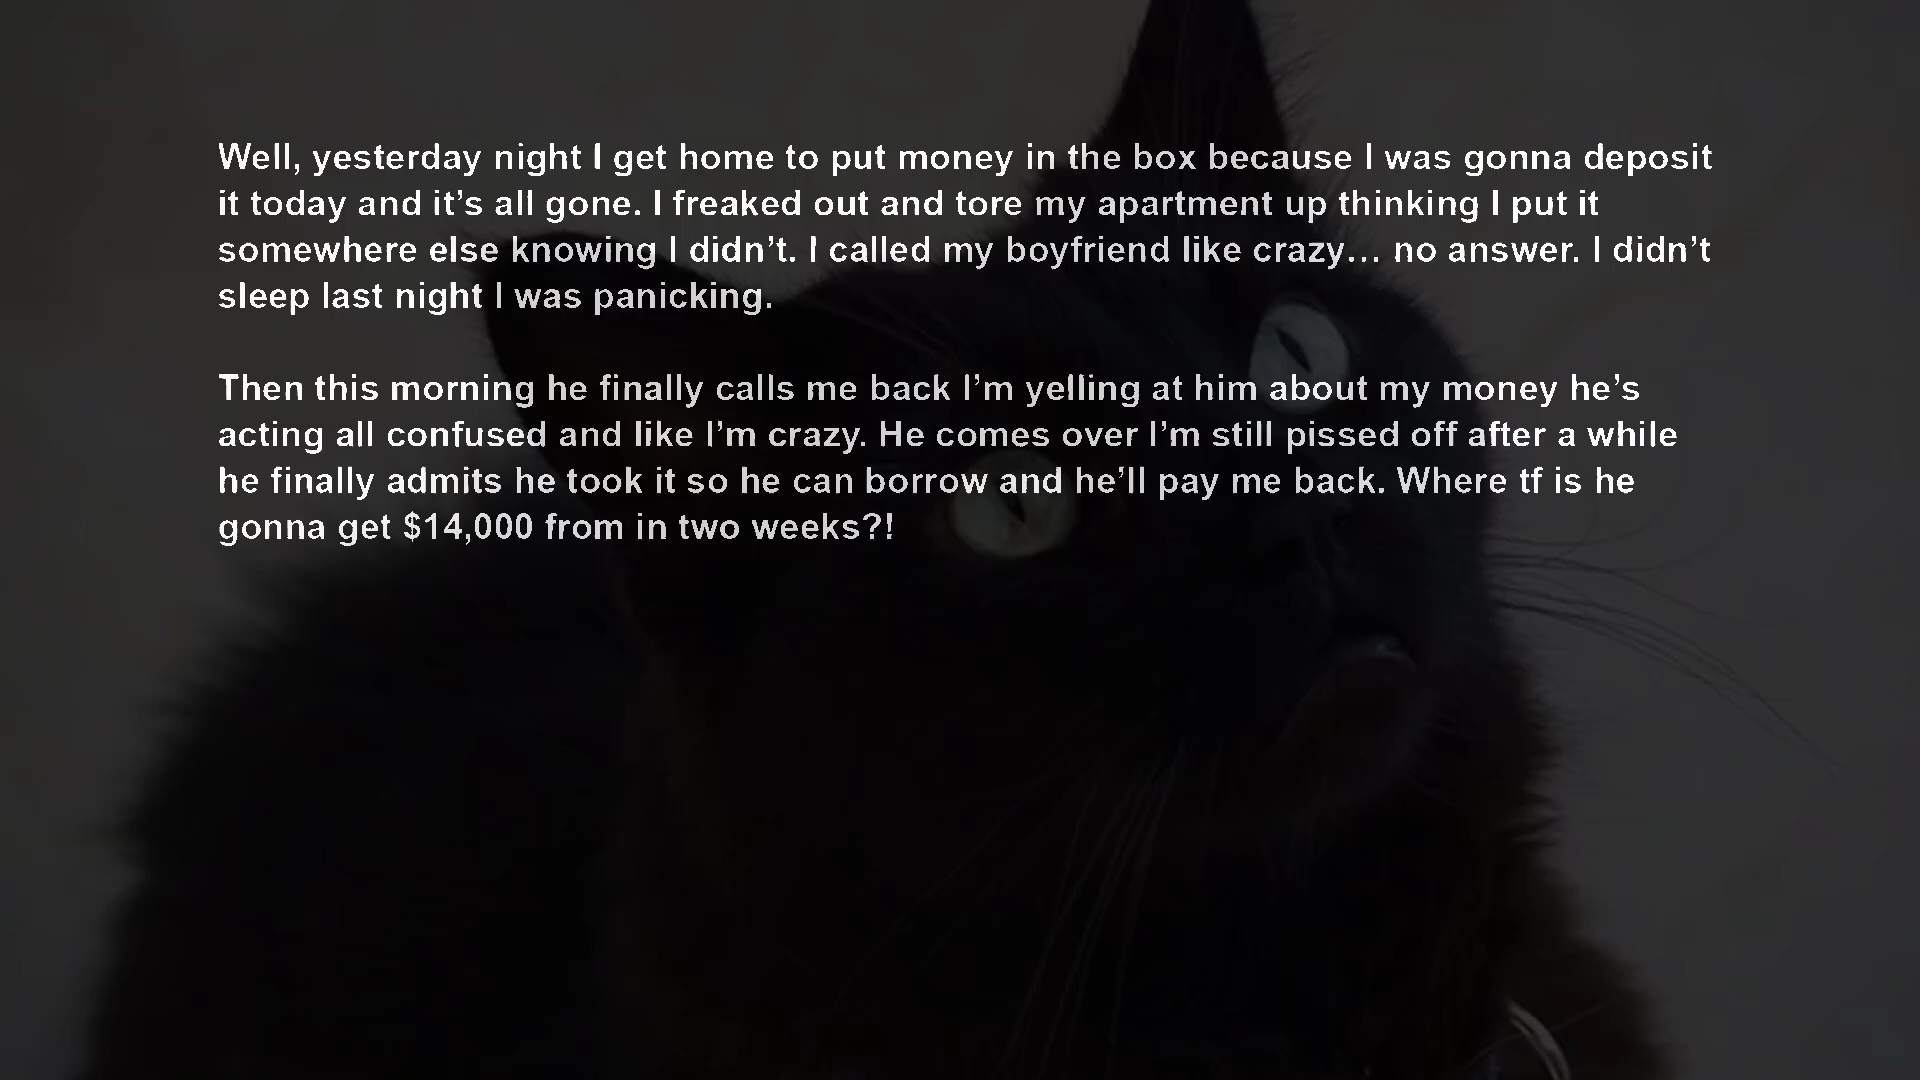 Well, yesterday night I get home to put money in the box because I was gonna deposit
it today and it’s all gone. I freaked out and tore my apartment up thinking I put it
somewhere else knowing I didn’t. I called my boyfriend like crazy… no answer. I didn’t
sleep last night I was panicking.
Then this morning he finally calls me back I’m yelling at him about my money he’s
acting all confused and like I’m crazy. He comes over I’m still pissed off after a while
he finally admits he took it so he can borrow and he’ll pay me back. Where tf is he
gonna get $14,000 from in two weeks?!